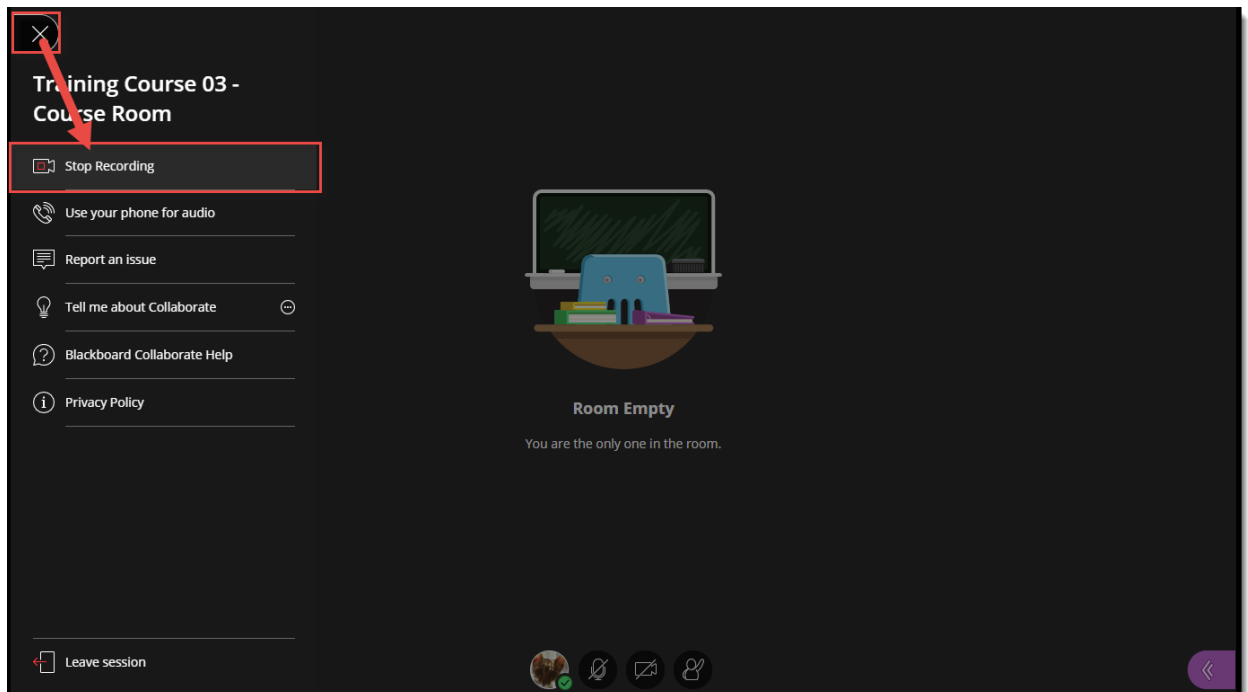 Training Course 03 -
Course Room
Stop Recording
Use your phone for audio
Report an issue
Tell me about Collaborate
Blackboard Collaborate Help
Privacy Policy
Leave session
Room Empty
You are the only one in the room.